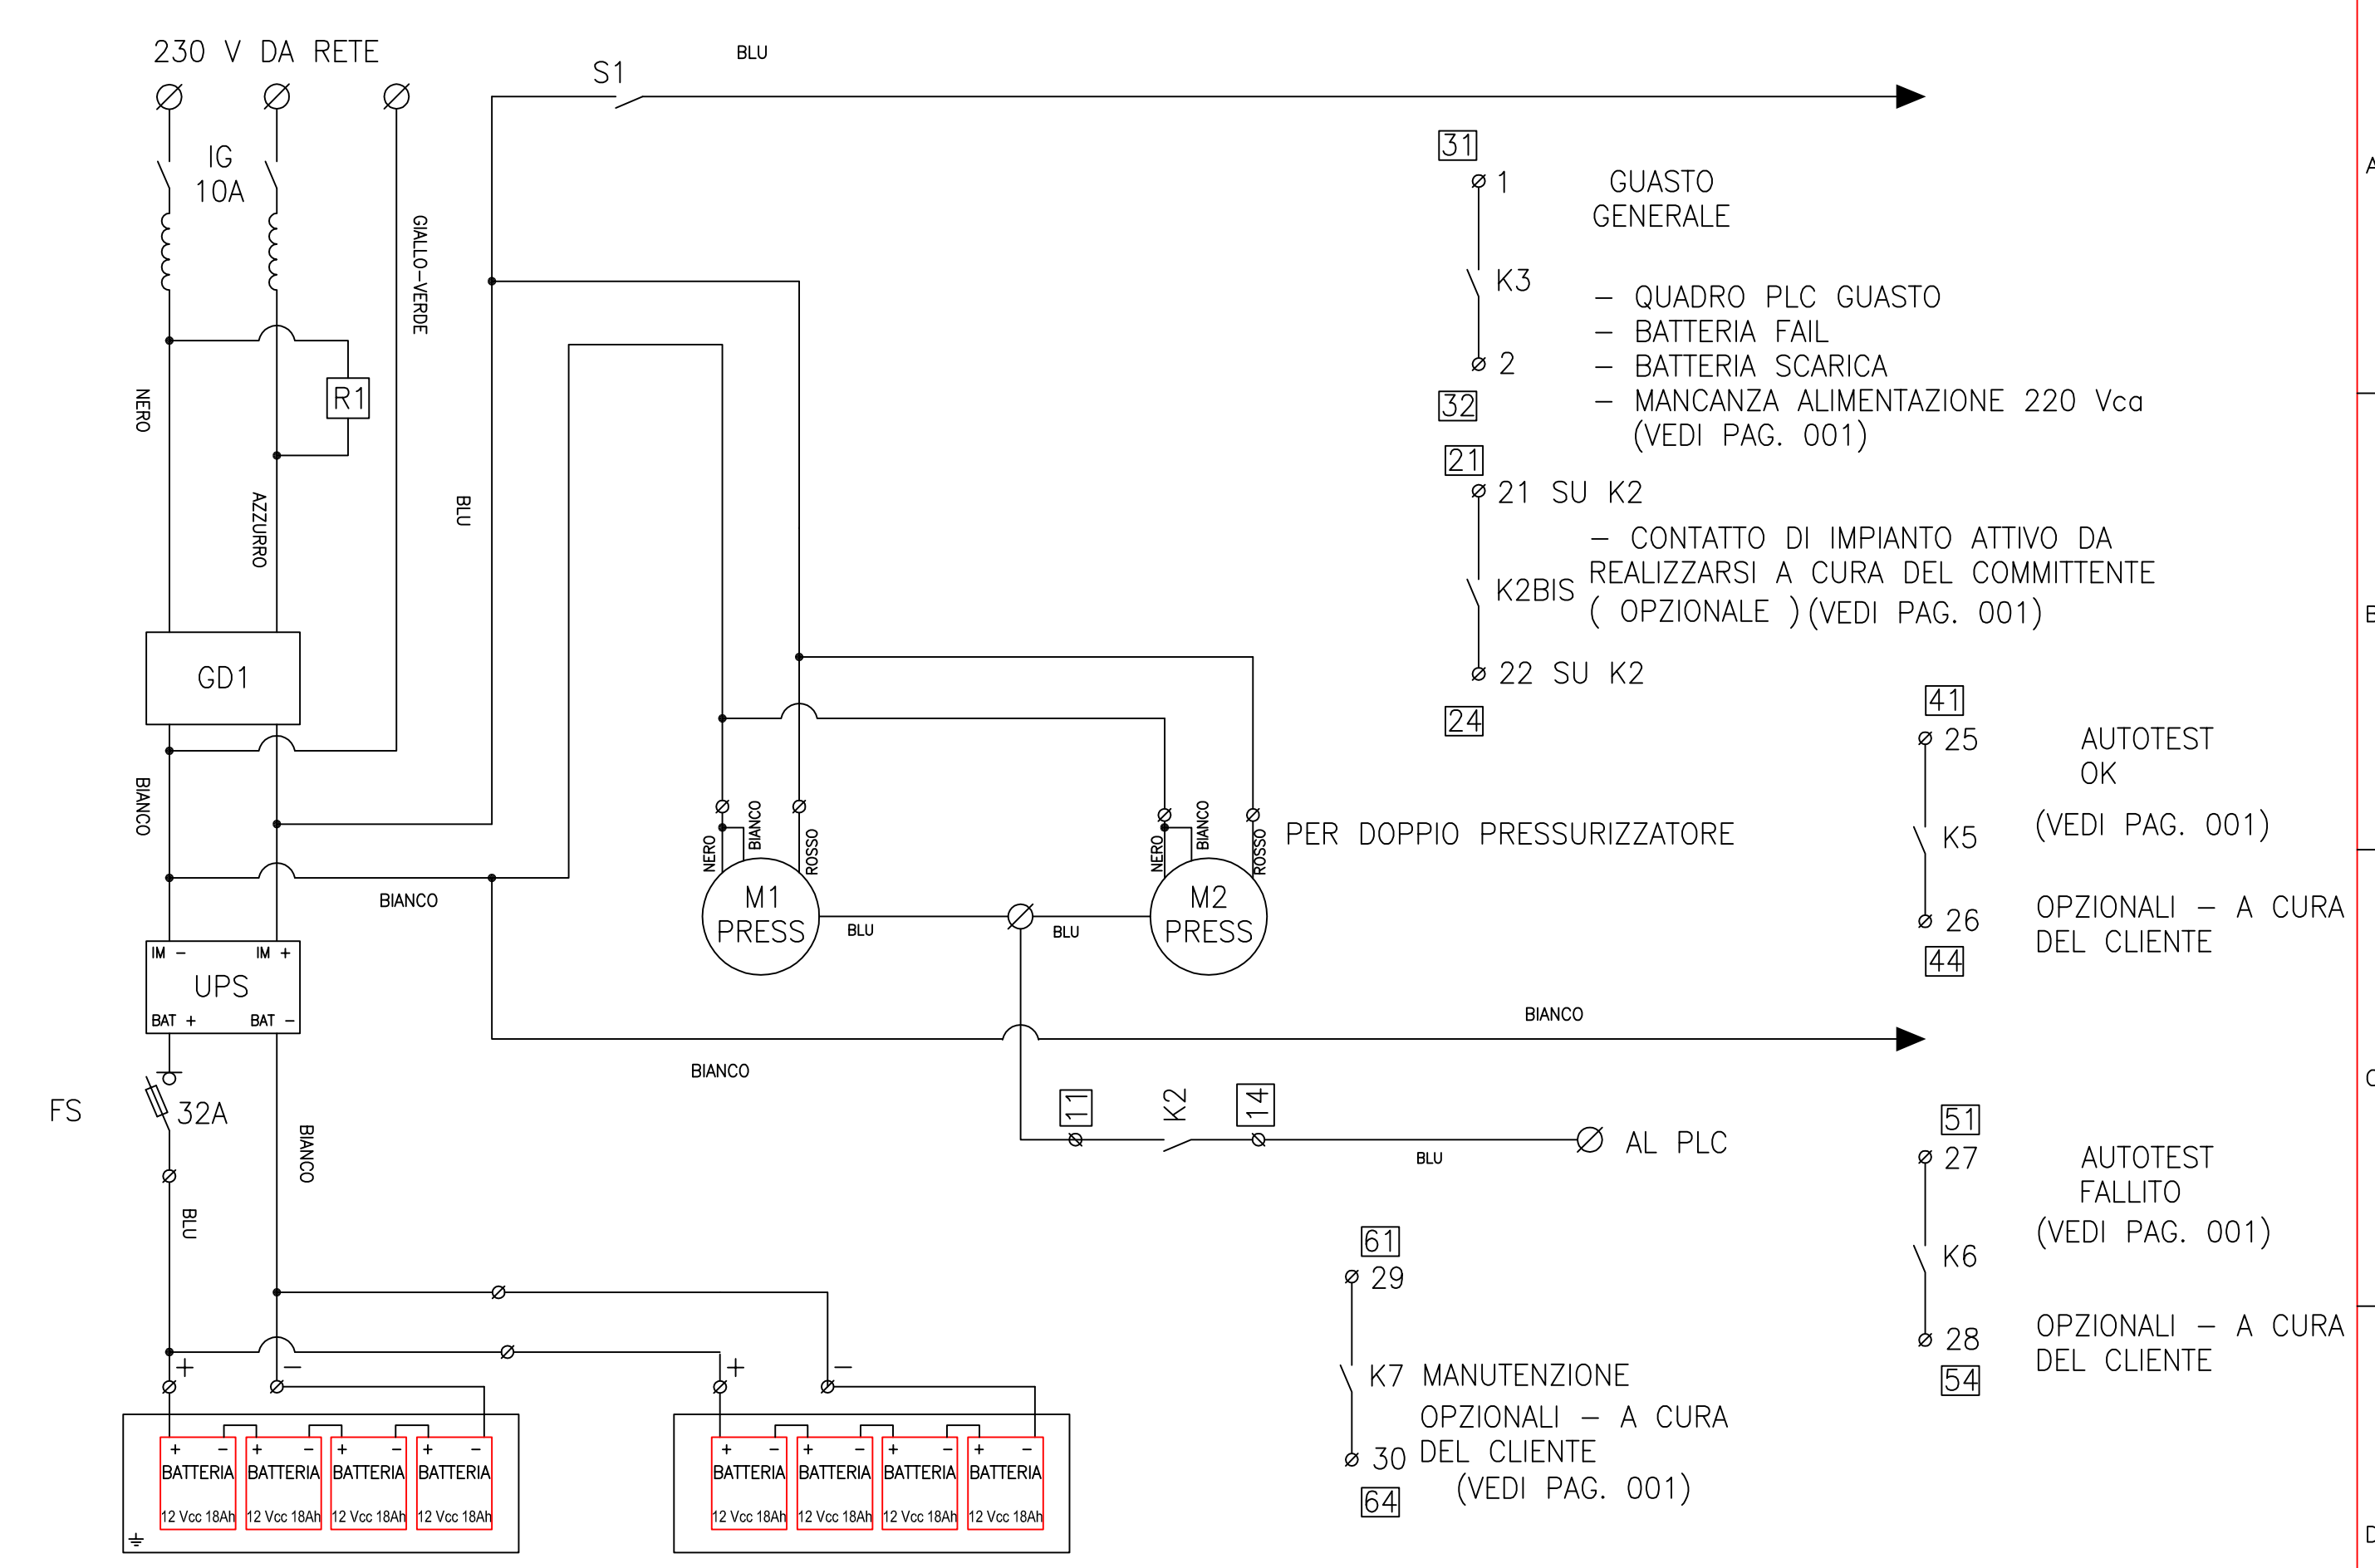 230 V DA RETE
S1
BLU
IG
10A
GIALLO-VERDE
NERO
R1
AZZURRO
BLU
GD1
BIANCO
BIANCO
IM - IM +
UPS
BAT + BAT -
FS
32A
BIANCO
BLU
+ -
+ -
+ - + - + - + -
BATTERIA BATTERIA BATTERIA BATTERIA
12 Vcc 18Ah 12 Vcc 18Ah 12 Vcc 18Ah 12 Vcc 18Ah
+ - + - + - + -
BATTERIA BATTERIA BATTERIA BATTERIA
12 Vcc 18Ah 12 Vcc 18Ah 12 Vcc 18Ah 12 Vcc 18Ah
NERO
BIANCO
ROSSO
M1
PRESS
BLU
BLU
NERO
BIANCO
ROSSO
M2
PRESS
PER DOPPIO PRESSURIZZATORE
BIANCO
BIANCO
11
K2
14
BLU
AL PLC
31
1
K3
2
32
GUASTO
GENERALE
- QUADRO PLC GUASTO
- BATTERIA FAIL
- BATTERIA SCARICA
- MANCANZA ALIMENTAZIONE 220 Vca
(VEDI PAG. 001)
21
21 SU K2
- CONTATTO DI IMPIANTO ATTIVO DA
REALIZZARSI A CURA DEL COMMITTENTE
( OPZIONALE ) (VEDI PAG. 001)
K2BIS
22 SU K2
24
41
25
AUTOTEST
OK
(VEDI PAG. 001)
K5
26
OPZIONALI - A CURA
DEL CLIENTE
44
51
27
AUTOTEST
FALLITO
(VEDI PAG. 001)
K6
28
OPZIONALI - A CURA
DEL CLIENTE
54
61
29
K7 MANUTENZIONE
OPZIONALI - A CURA
30 DEL CLIENTE
(VEDI PAG. 001)
64